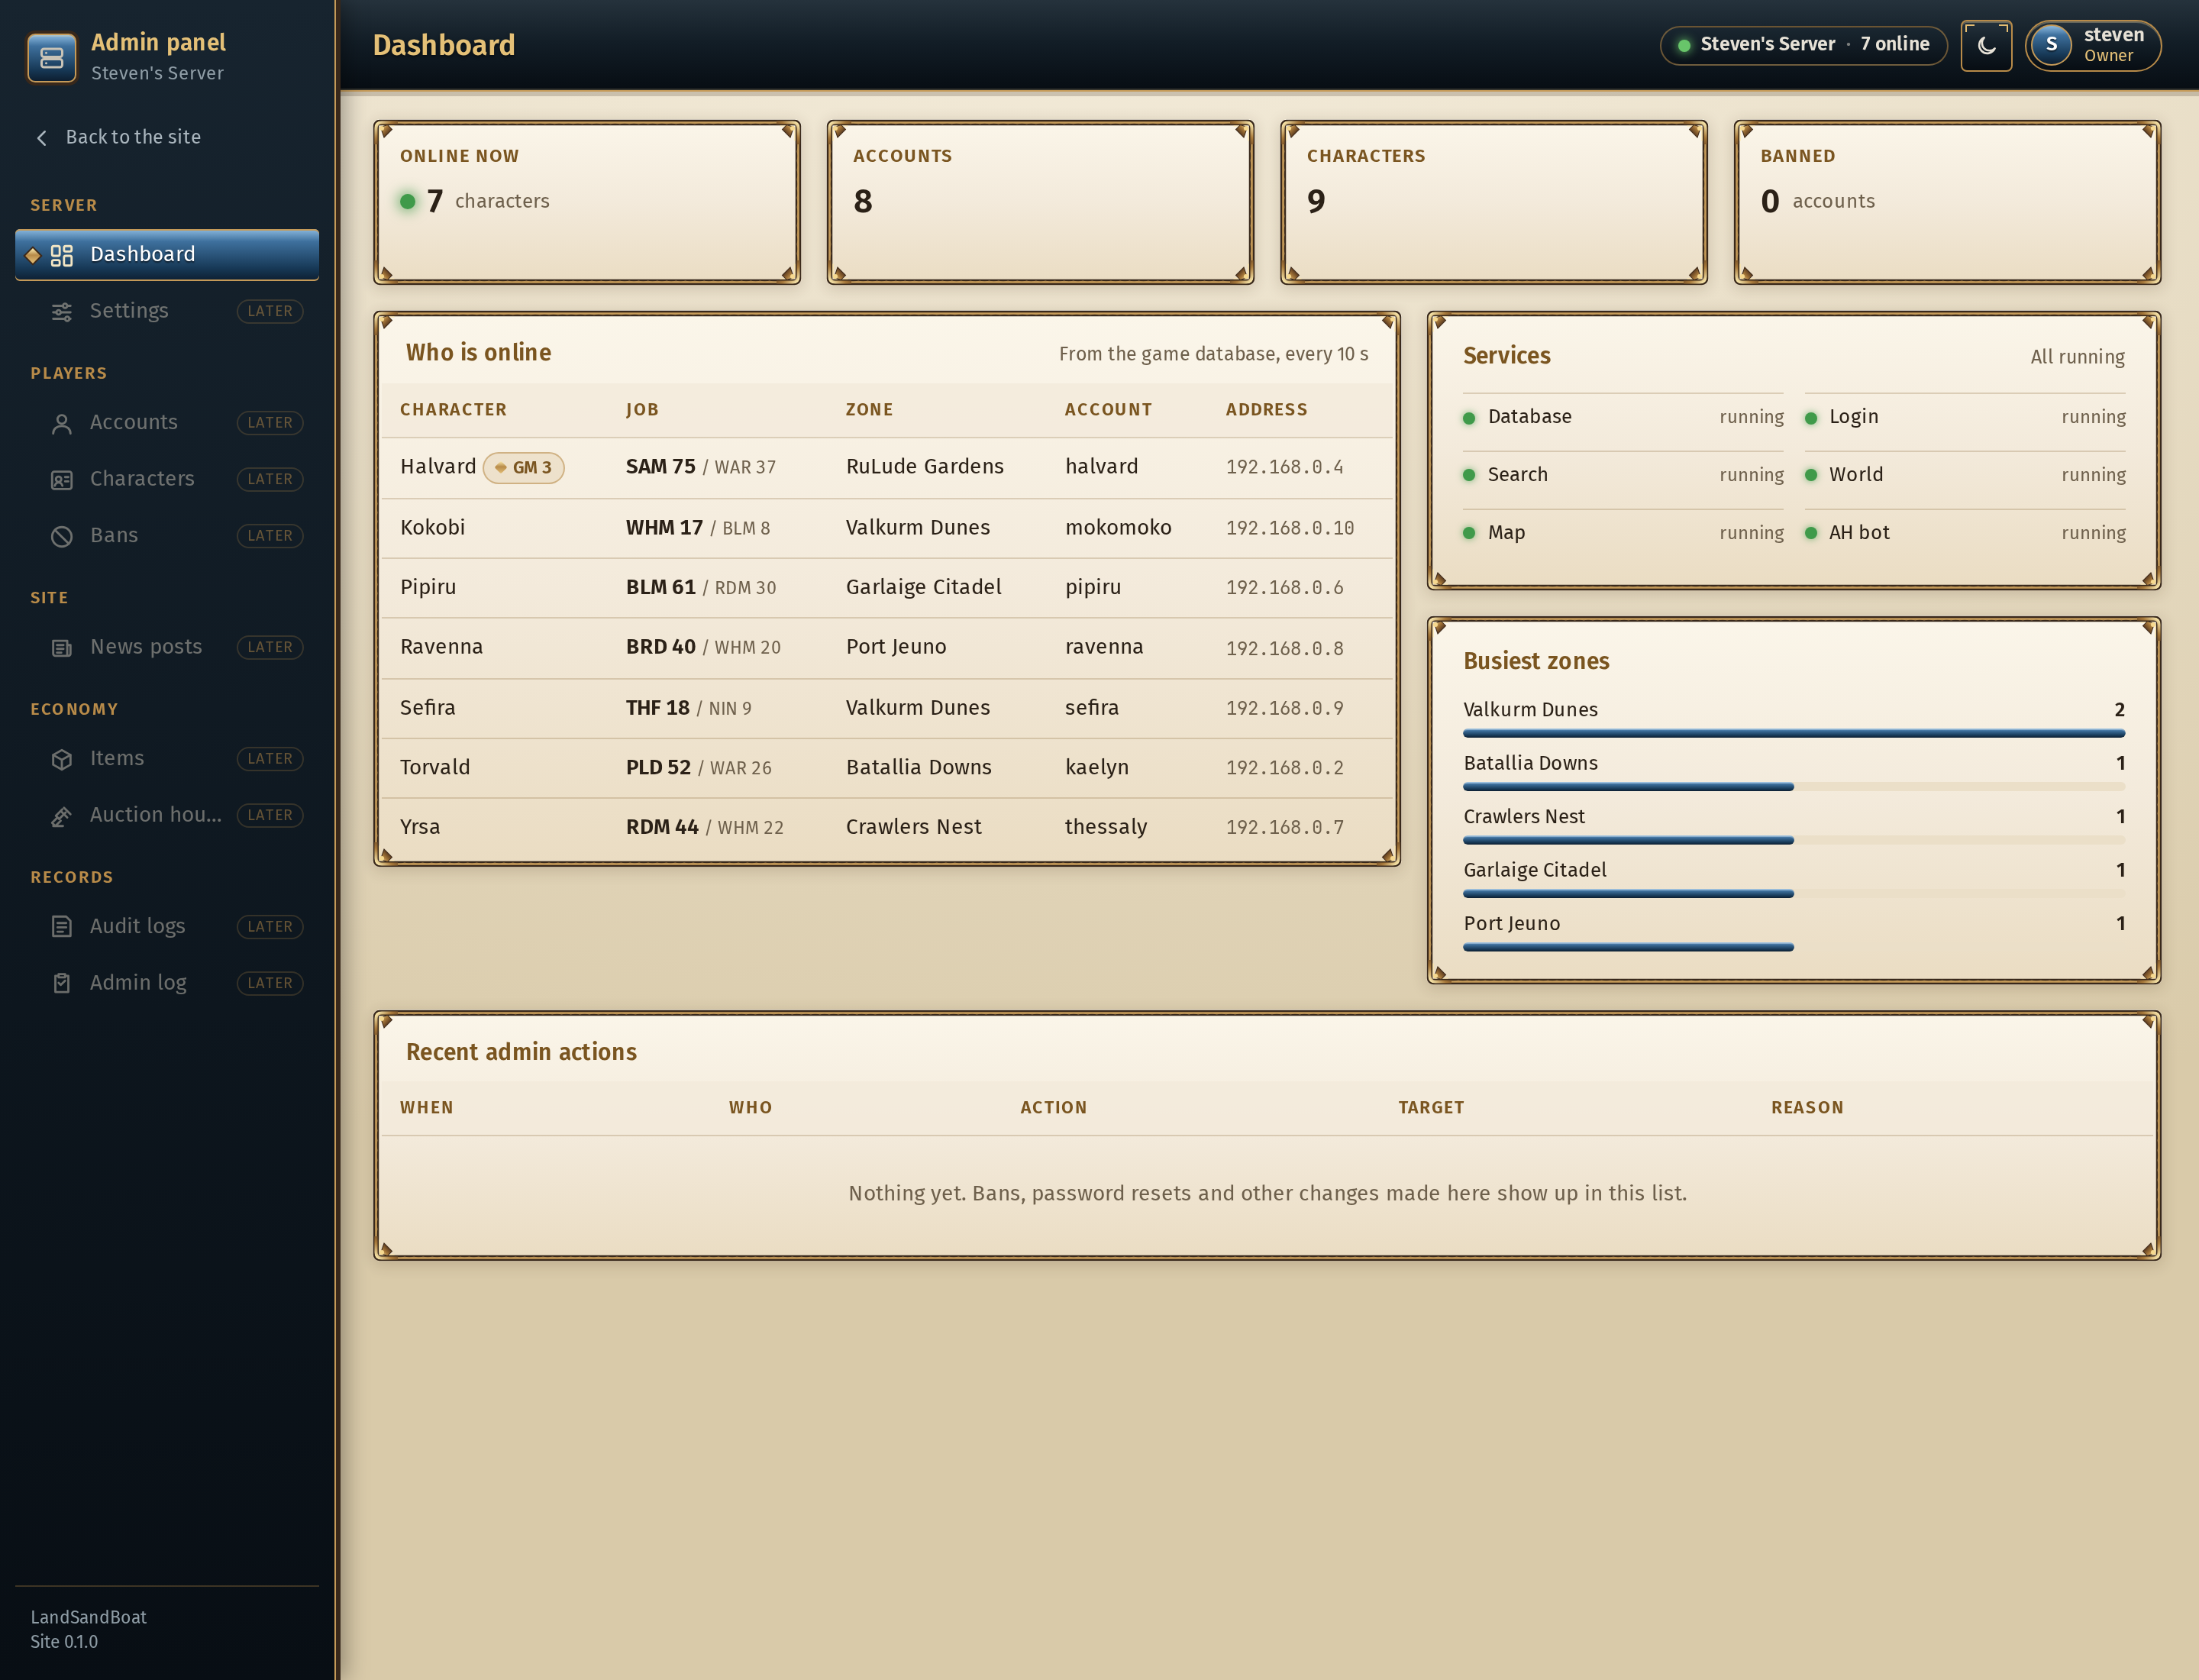 Admin panel
Steven's Server
Back to the site
SERVER
Dashboard
Settings LATER
PLAYERS
Accounts LATER
Characters LATER
Bans LATER
SITE
News posts LATER
ECONOMY
Items LATER
Auction hou... LATER
RECORDS
Audit logs LATER
Admin log LATER
LandSandBoat
Site 0.1.0
Dashboard
Steven's Server · 7 online
S
steven
Owner
ONLINE NOW
7 characters
ACCOUNTS
8
CHARACTERS
9
BANNED
0 accounts
Who is online From the game database, every 10 s
CHARACTER JOB ZONE ACCOUNT ADDRESS
Halvard GM 3 SAM 75 / WAR 37 RuLude Gardens halvard 192.168.0.4
Kokobi WHM 17 / BLM 8 Valkurm Dunes mokomoko 192.168.0.10
Pipiru BLM 61 / RDM 30 Garlaige Citadel pipiru 192.168.0.6
Ravenna BRD 40 / WHM 20 Port Jeuno ravenna 192.168.0.8
Sefira THF 18 / NIN 9 Valkurm Dunes sefira 192.168.0.9
Torvald PLD 52 / WAR 26 Batallia Downs kaelyn 192.168.0.2
Yrsa RDM 44 / WHM 22 Crawlers Nest thessaly 192.168.0.7
Services All running
Database running Login running
Search running World running
Map running AH bot running
Busiest zones
Valkurm Dunes 2
Batallia Downs 1
Crawlers Nest 1
Garlaige Citadel 1
Port Jeuno 1
Recent admin actions
WHEN WHO ACTION TARGET REASON
Nothing yet. Bans, password resets and other changes made here show up in this list.